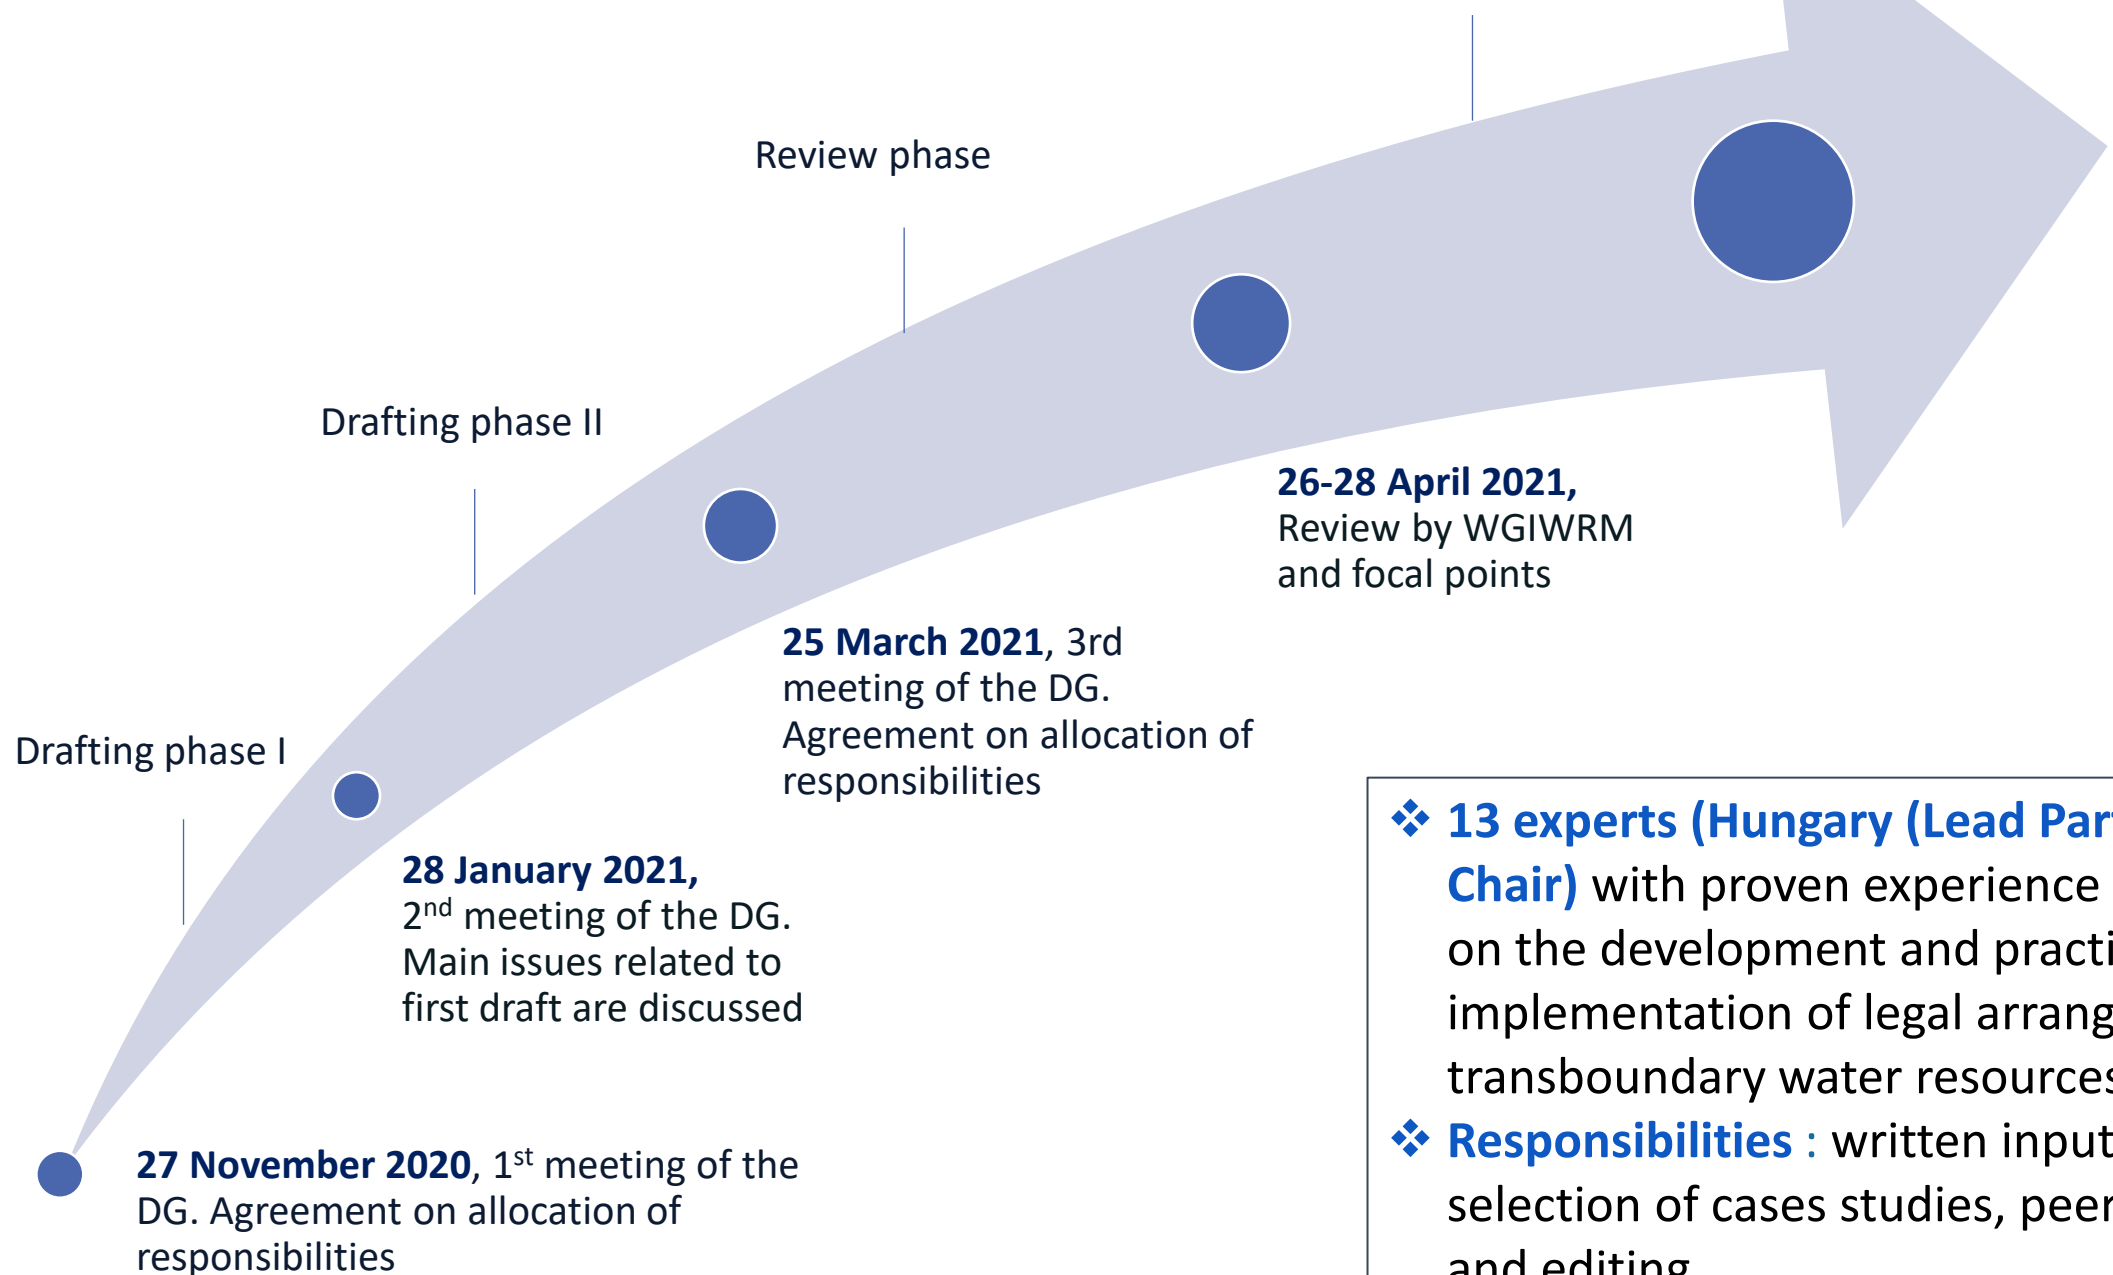 Review phase
Drafting phase II
26-28 April 2021,
Review by WGIWRM
and focal points
25 March 2021, 3rd
meeting of the DG.
Agreement on allocation of
responsibilities
Drafting phase I
28 January 2021,
2nd meeting of the DG.
Main issues related to
first draft are discussed
27 November 2020, 1st meeting of the
DG. Agreement on allocation of
responsibilities
❖ 13 experts (Hungary (Lead
Chair) with proven experience
on the development and
implementation of legal
transboundary water
❖ Responsibilities : written
selection of cases studies,
and editing